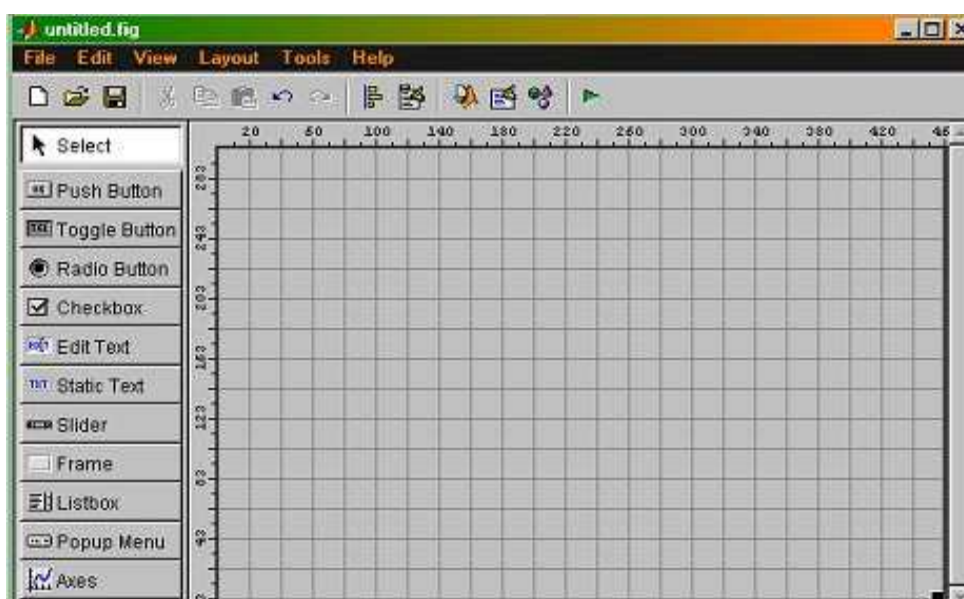 untitled.fig
File Edit View Layout Tools Help
20 60 100 140 180 220 260 300 340 380 420 46
Select
Push Button
Toggle Button
Radio Button
Checkbox
Edit Text
Static Text
Slider
Frame
Listbox
Popup Menu
Axes